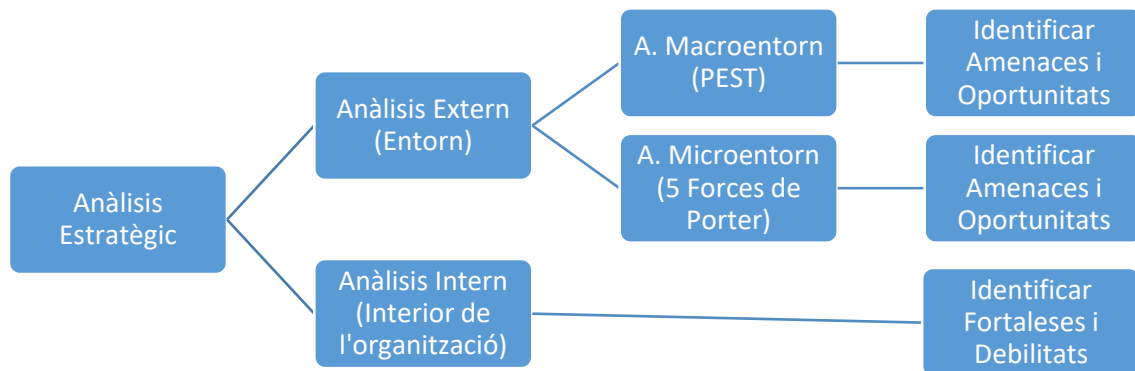 Anàlisis
Estratègic
Anàlisis Extern
(Entorn)
A. Macroentorn
(PEST)
Identificar
Amenaces i
Oportunitats
A. Microentorn
(5 Forces de
Porter)
Identificar
Amenaces i
Oportunitats
Anàlisis Intern
(Interior de
l'organització)
Identificar
Fortaleses i
Debilitats